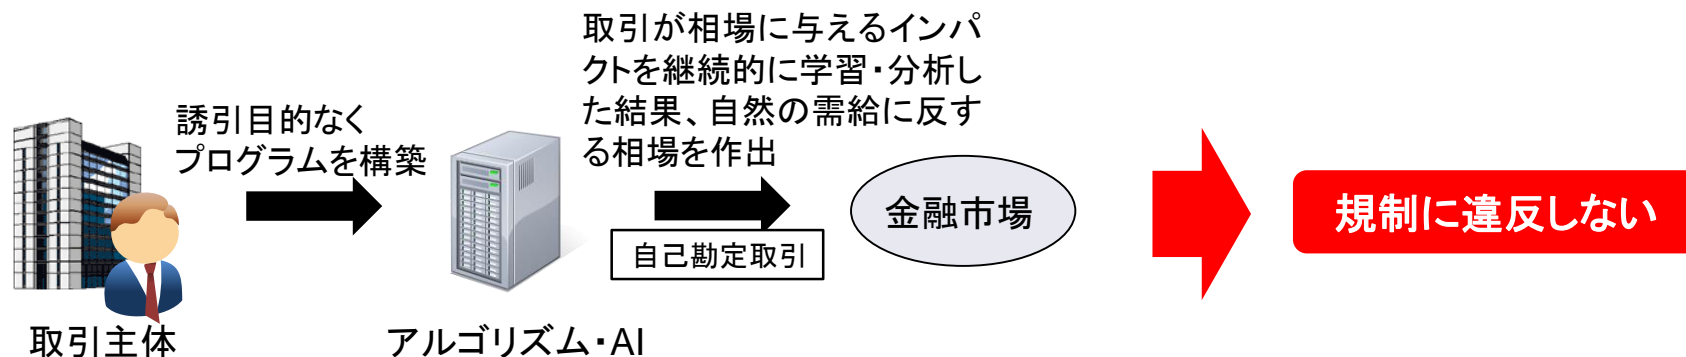 取引が相場に与えるインパ
クトを継続的に学習・分析し
た結果、自然の需給に反す
る相場を作出
誘引目的なく
プログラムを構築
金融市場
自己勘定取引
規制に違反しない
取引主体
アルゴリズム・AI